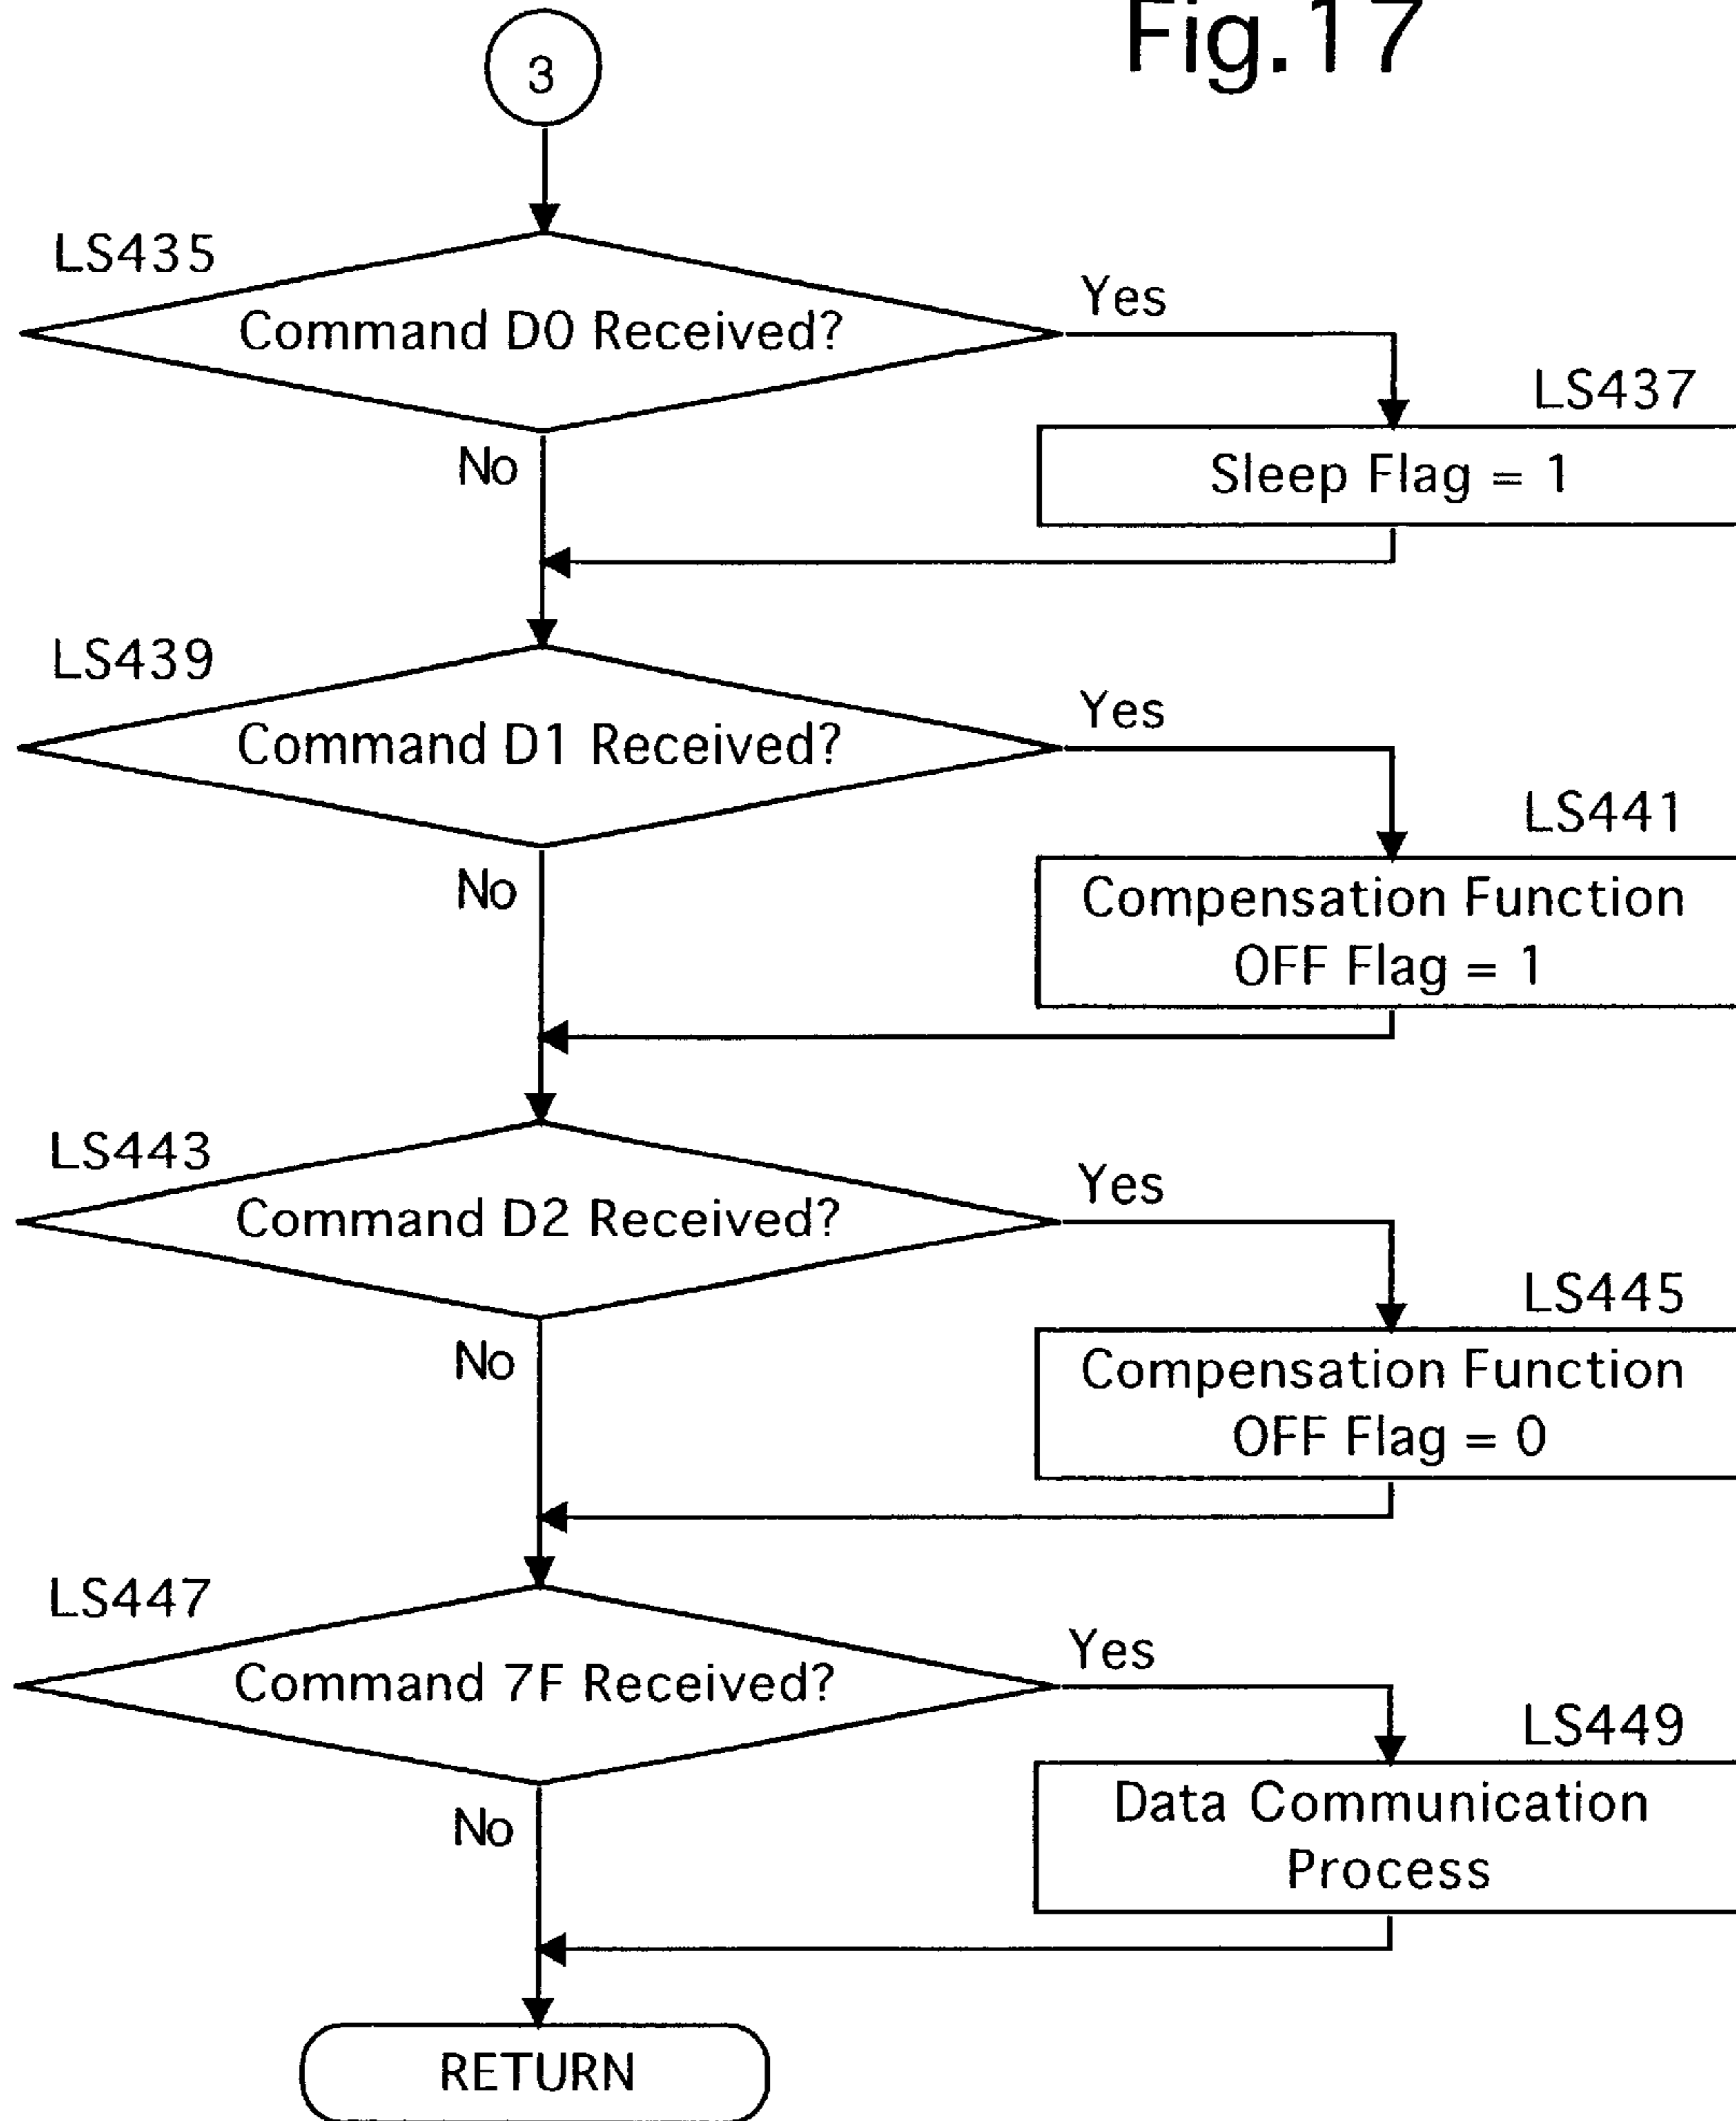 Fig.17
3
LS435
Command D0 Received?
Yes
LS437
Sleep Flag = 1
No
LS439
Command D1 Received?
Yes
LS441
Compensation Function
OFF Flag = 1
No
LS443
Command D2 Received?
Yes
LS445
Compensation Function
OFF Flag = 0
No
LS447
Command 7F Received?
Yes
LS449
Data Communication
Process
No
RETURN